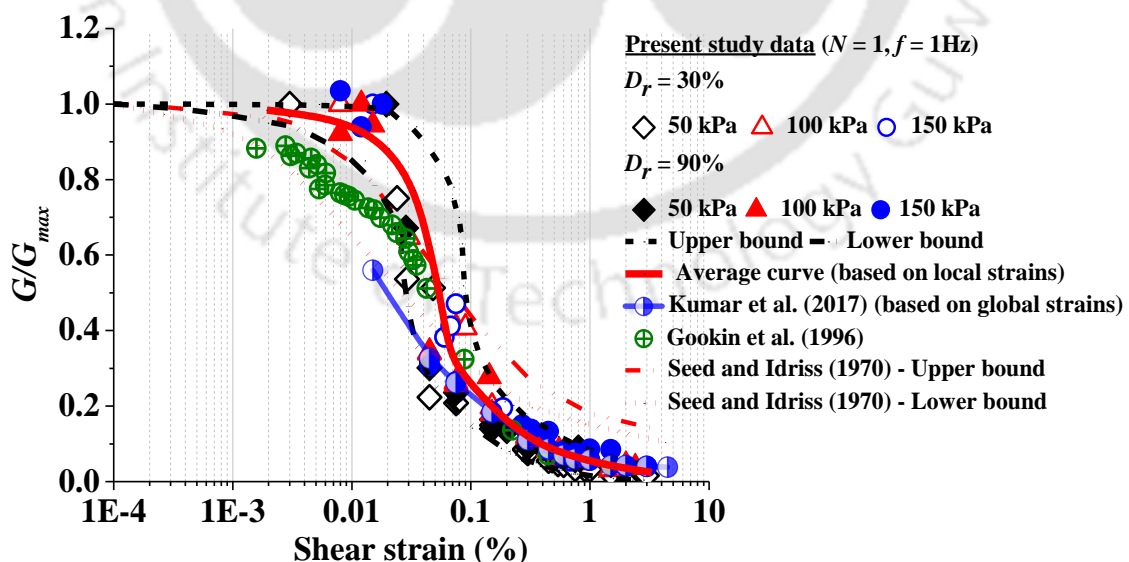 G/Gmax
1.2
1.0
0.8
0.6
0.4
0.2
0.0
1E-4 1E-3 0.01 0.1 1 10
Shear strain (%)
Present study data (N = 1, f = 1Hz)
Dr = 30%
50 kPa 100 kPa 150 kPa
Dr = 90%
50 kPa 100 kPa 150 kPa
Upper bound Lower bound
Average curve (based on local strains)
Kumar et al. (2017) (based on global strains)
Gookin et al. (1996)
Seed and Idriss (1970) - Upper bound
Seed and Idriss (1970) - Lower bound
Institute of Technology Guw